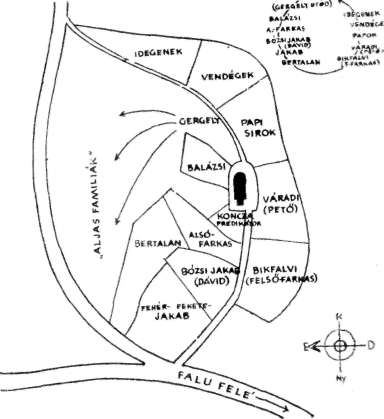 (GERGELY UTÓD)
BALÁZSI
A.-FARKAS
BÓZSI JAKAB
(DÁVID)
JAKAB
BERTALAN
IDEGENEK
VENDÉGEK
PAPOK
VÁRADI
BIKFALVI
(F.-FARKAS)
IDEGENEK
VENDÉGEK
GERGELY
PAPI
SIROK
BALÁZSI
"ALJAS FAMILIÁK"
KONCZA
PREDIKÁTOR
VÁRADI
(PETŐ)
BERTALAN
ALSÓ-
FARKAS
BÓZSI JAKAB
(DÁVID)
BIKFALVI
(FELSŐ-FARKAS)
FEHÉR- FEKETE-
JAKAB
K
É
D
Ny
FALU FELÉ